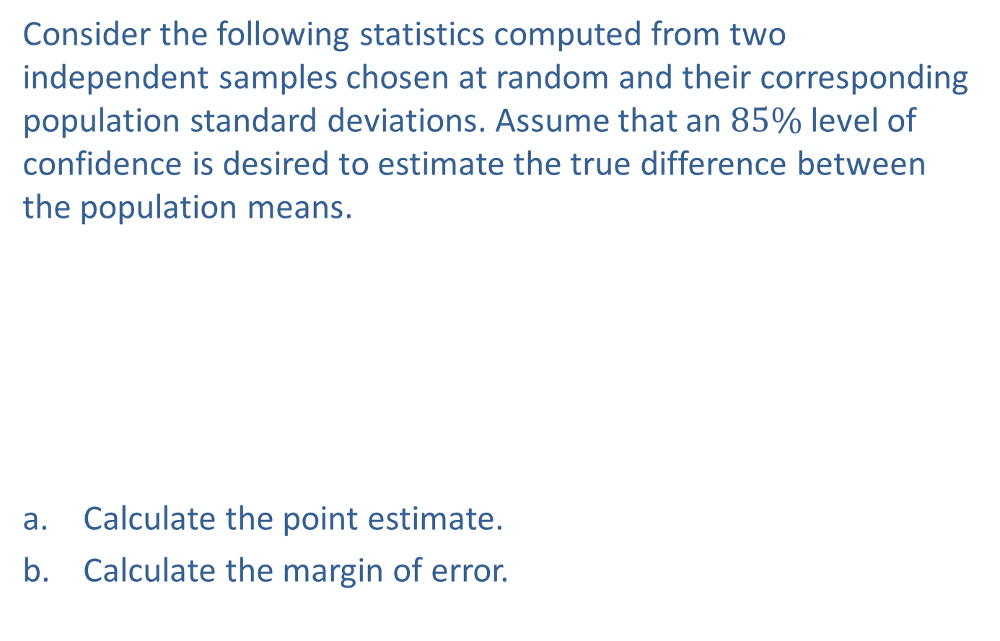 Consider the following statistics computed from two
independent samples chosen at random and their corresponding
population standard deviations. Assume that an 85% level of
confidence is desired to estimate the true difference between
the population means.
a. Calculate the point estimate.
b. Calculate the margin of error.